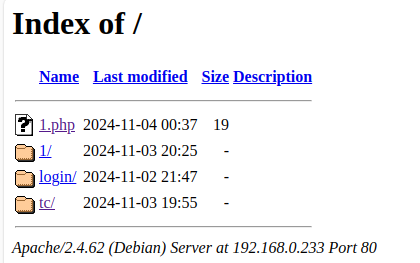 Index of /
Name Last modified Size Description
1.php 2024-11-04 00:37 19
1/ 2024-11-03 20:25 -
login/ 2024-11-02 21:47 -
tc/ 2024-11-03 19:55 -
Apache/2.4.62 (Debian) Server at 192.168.0.233 Port 80